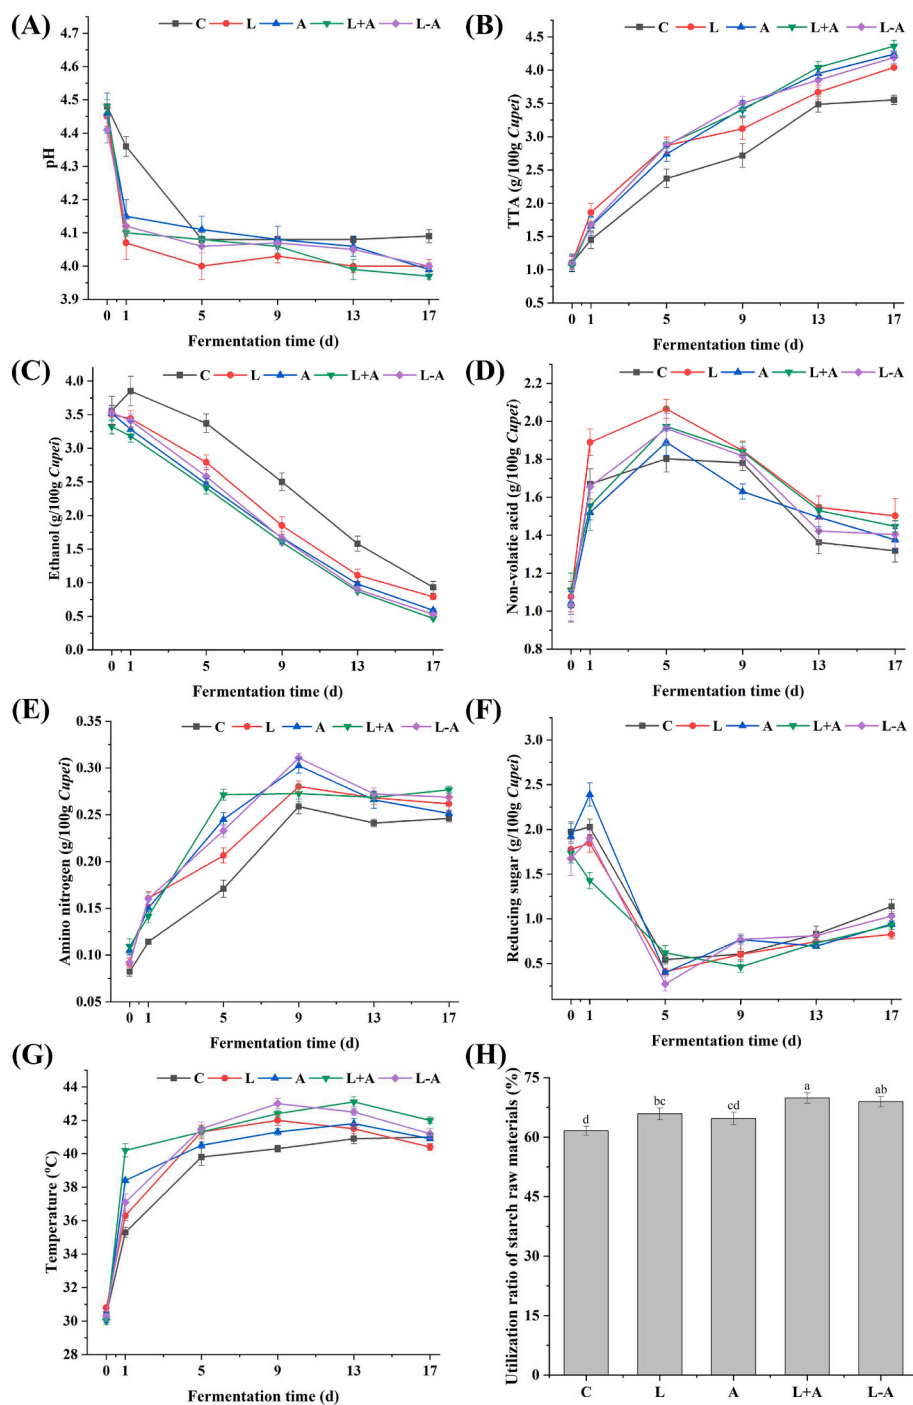 (A)
C L A L+A L-A
4.7
4.6
4.5
4.4
4.3
4.2
4.1
4.0
3.9
pH
0 1 5 9 13 17
Fermentation time (d)
(B)
C L A L+A L-A
4.5
4.0
3.5
3.0
2.5
2.0
1.5
1.0
0.5
TTA (g/100g Cupei)
0 1 5 9 13 17
Fermentation time (d)
(C)
C L A L+A L-A
4.0
3.5
3.0
2.5
2.0
1.5
1.0
0.5
0.0
Ethanol (g/100g Cupei)
0 1 5 9 13 17
Fermentation time (d)
(D)
C L A L+A L-A
2.2
2.0
1.8
1.6
1.4
1.2
1.0
0.8
Non-volatic acid (g/100g Cupei)
0 1 5 9 13 17
Fermentation time (d)
(E)
C L A L+A L-A
0.35
0.30
0.25
0.20
0.15
0.10
0.05
Amino nitrogen (g/100g Cupei)
0 1 5 9 13 17
Fermentation time (d)
(F)
C L A L+A L-A
3.0
2.5
2.0
1.5
1.0
0.5
Reducing sugar (g/100g Cupei)
0 1 5 9 13 17
Fermentation time (d)
(G)
C L A L+A L-A
44
42
40
38
36
34
32
30
28
Temperature (°C)
0 1 5 9 13 17
Fermentation time (d)
(H)
75
60
45
30
15
0
Utilization ratio of starch raw materials (%)
d bc cd a ab
C L A L+A L-A